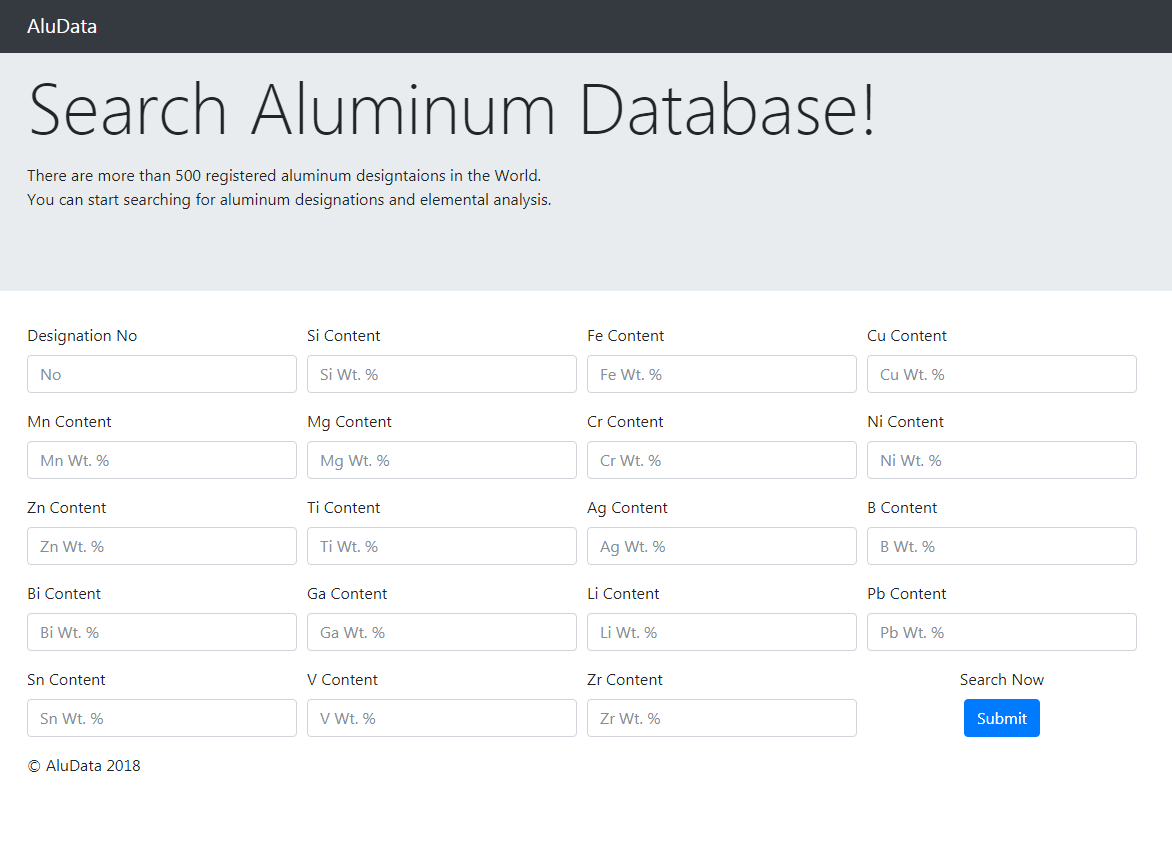 AluData
Search Aluminum Database!
There are more than 500 registered aluminum designtaions in the World.
You can start searching for aluminum designations and elemental analysis.
Designation No Si Content Fe Content Cu Content
No Si Wt. % Fe Wt. % Cu Wt. %
Mn Content Mg Content Cr Content Ni Content
Mn Wt. % Mg Wt. % Cr Wt. % Ni Wt. %
Zn Content Ti Content Ag Content B Content
Zn Wt. % Ti Wt. % Ag Wt. % B Wt. %
Bi Content Ga Content Li Content Pb Content
Bi Wt. % Ga Wt. % Li Wt. % Pb Wt. %
Sn Content V Content Zr Content Search Now
Sn Wt. % V Wt. % Zr Wt. % Submit
© AluData 2018